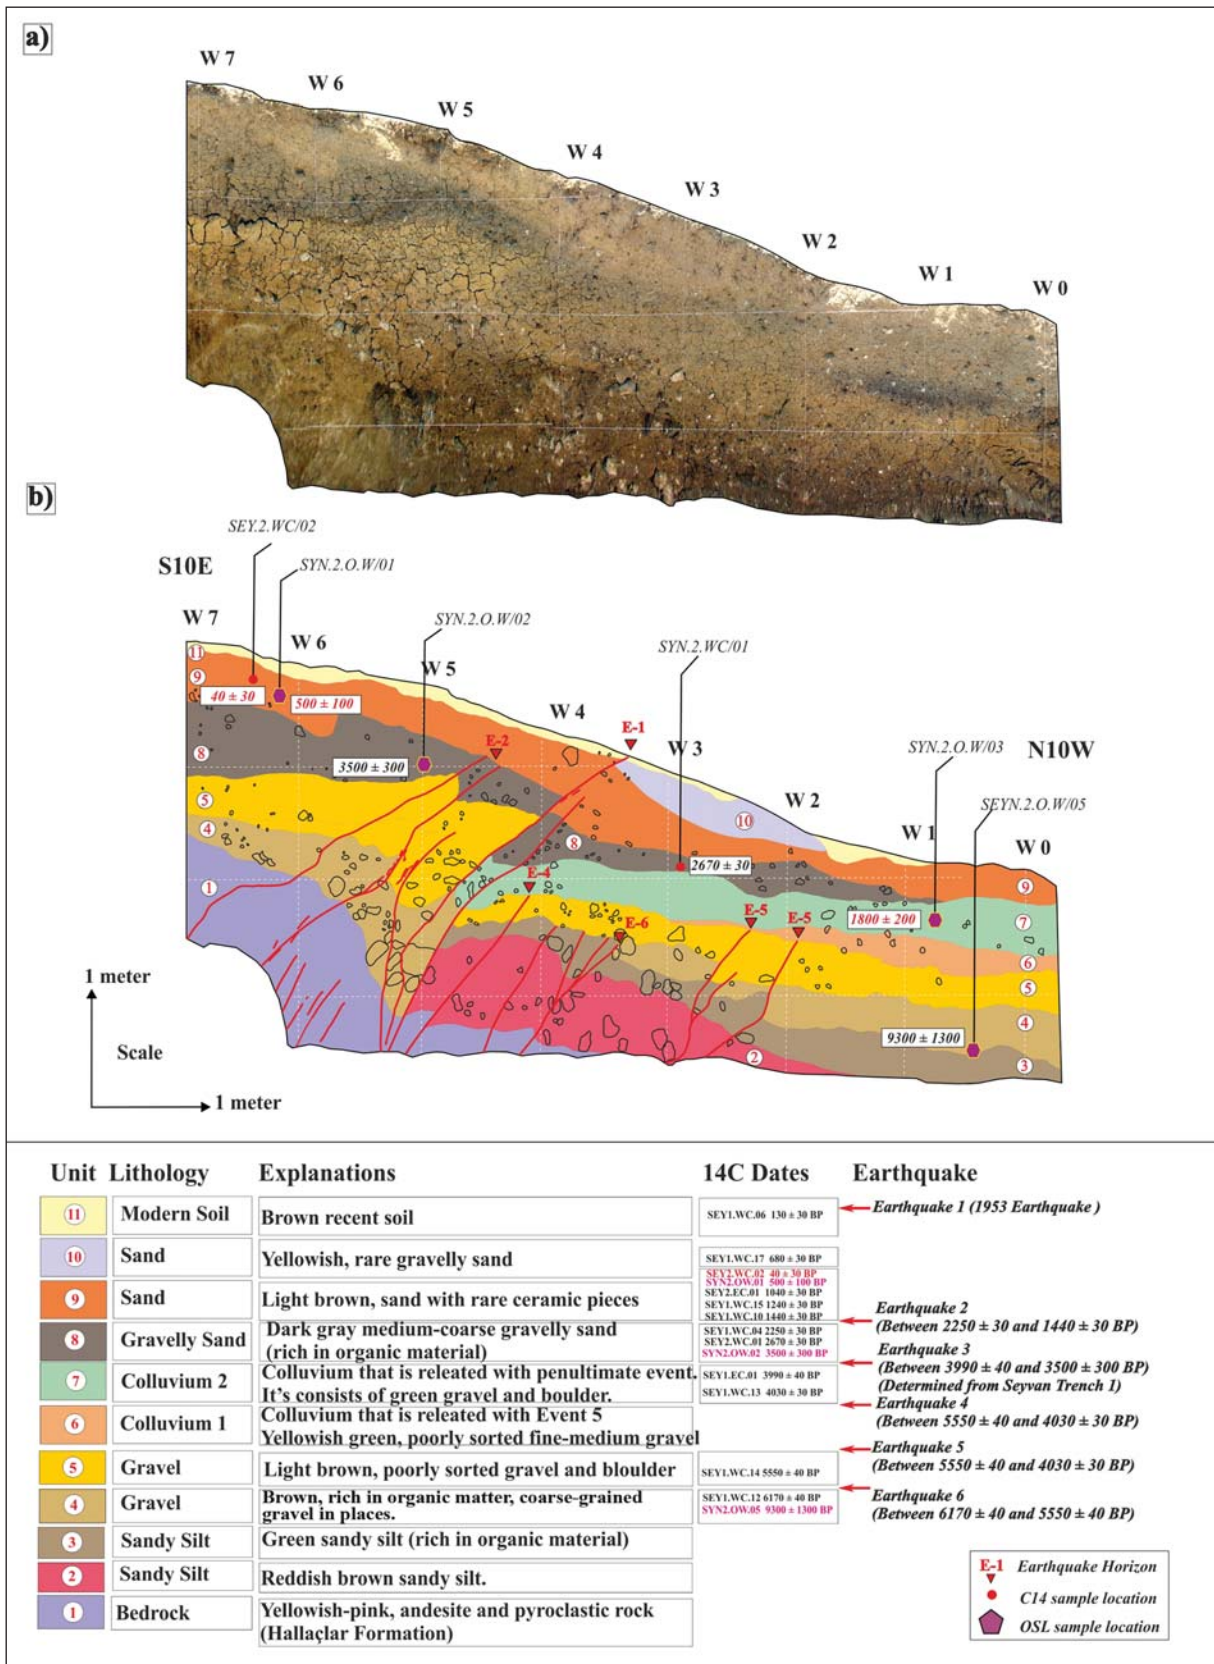 a)
W 7
W 6
W 5
W 4
W 3
W 2
W 1
W 0
b)
SEY.2.WC/02
SYN.2.O.W/01
S10E
SYN.2.O.W/02
SYN.2.WC/01
W 7
W 6
W 5
W 4
W 3
W 2
W 1
W 0
SYN.2.O.W/03
N10W
SEYN.2.O.W/05
11
9
40 ± 30
500 ± 100
E-2
E-1
8
3500 ± 300
10
5
4
8
2670 ± 30
9
1
E-4
E-5
E-5
1800 ± 200
7
E-6
6
5
4
9300 ± 1300
3
2
1 meter
Scale
1 meter
Unit Lithology Explanations 14C Dates Earthquake
11 Modern Soil Brown recent soil SEY1.WC.06 130 ± 30 BP
Earthquake 1 (1953 Earthquake )
10 Sand Yellowish, rare gravelly sand SEY1.WC.17 680 ± 30 BP
9 Sand Light brown, sand with rare ceramic pieces
SEY2.WC.02 40 ± 30 BP
SYN2.OW.01 500 ± 100 BP
SEY2.EC.01 1040 ± 30 BP
SEY1.WC.15 1240 ± 30 BP
SEY1.WC.10 1440 ± 30 BP
Earthquake 2
(Between 2250 ± 30 and 1440 ± 30 BP)
8 Gravelly Sand Dark gray medium-coarse gravelly sand
(rich in organic material)
SEY1.WC.04 2250 ± 30 BP
SEY2.WC.01 2670 ± 30 BP
SYN2.OW.02 3500 ± 300 BP
Earthquake 3
(Between 3990 ± 40 and 3500 ± 300 BP)
(Determined from Seyvan Trench 1)
7 Colluvium 2 Colluvium that is releated with penultimate event.
It's consists of green gravel and boulder.
SEY1.EC.01 3990 ± 40 BP
SEY1.WC.13 4030 ± 30 BP
Earthquake 4
(Between 5550 ± 40 and 4030 ± 30 BP)
6 Colluvium 1 Colluvium that is releated with Event 5
Yellowish green, poorly sorted fine-medium gravel
Earthquake 5
(Between 5550 ± 40 and 4030 ± 30 BP)
5 Gravel Light brown, poorly sorted gravel and bloulder SEY1.WC.14 5550 ± 40 BP
Earthquake 6
(Between 6170 ± 40 and 5550 ± 40 BP)
4 Gravel Brown, rich in organic matter, coarse-grained
gravel in places.
SEY1.WC.12 6170 ± 40 BP
SYN2.OW.05 9300 ± 1300 BP
3 Sandy Silt Green sandy silt (rich in organic material)
2 Sandy Silt Reddish brown sandy silt.
1 Bedrock Yellowish-pink, andesite and pyroclastic rock
(Hallaçlar Formation)
E-1 Earthquake Horizon
C14 sample location
OSL sample location